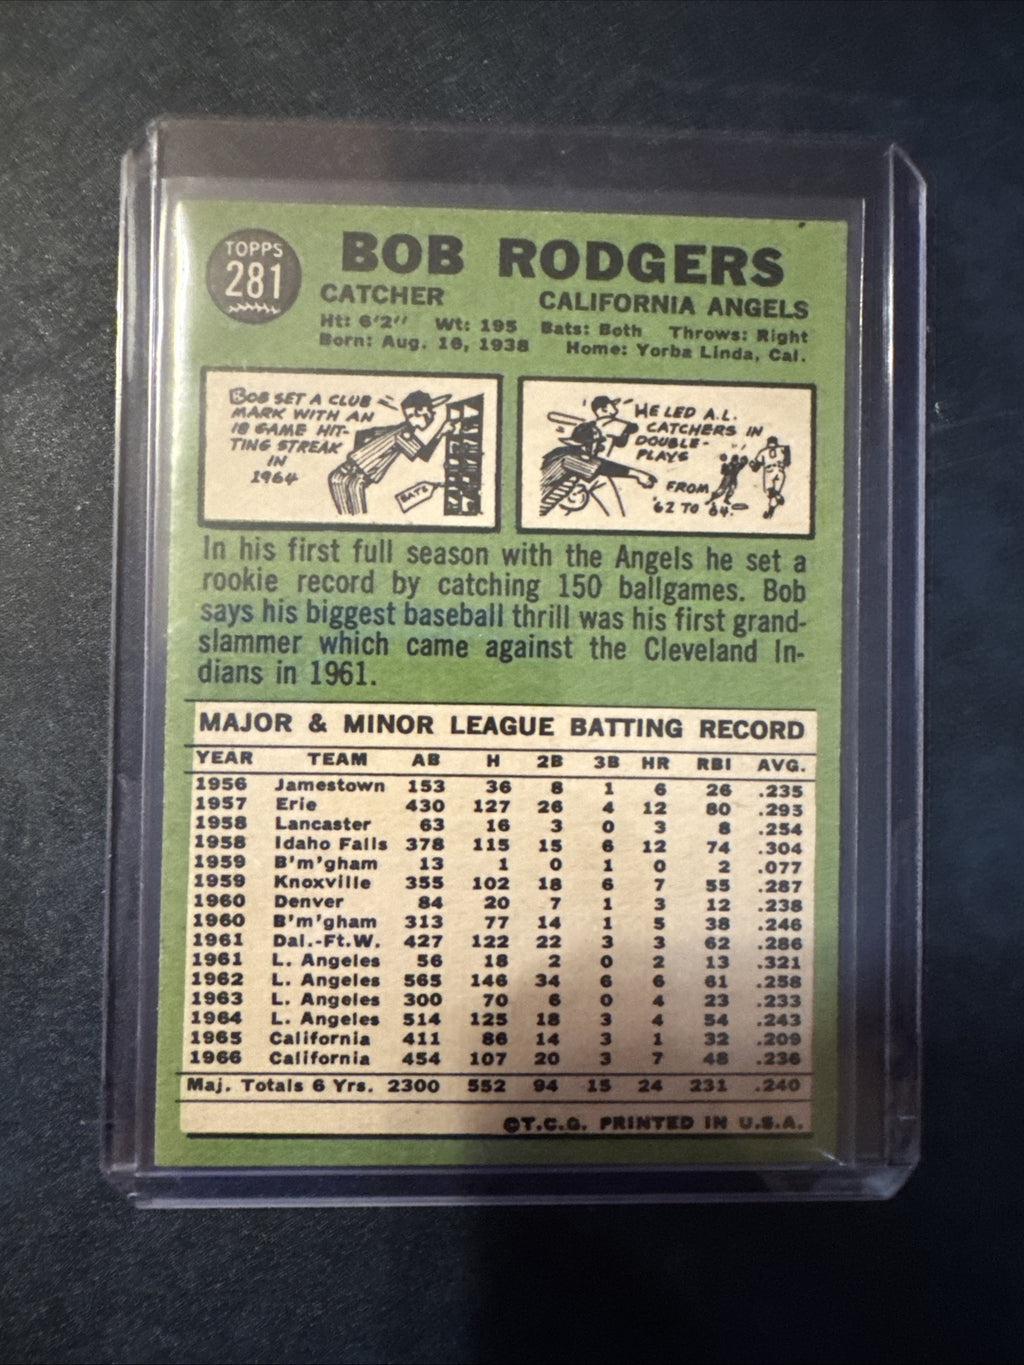 TOPPS
281
BOB RODGERS
CATCHER CALIFORNIA ANGELS
Ht: 6'2" Wt: 195 Bats: Both Throws: Right
Born: Aug. 16, 1938 Home: Yorba Linda, Cal.
BOB SET A CLUB
MARK WITH AN
18 GAME HIT-
TING STREAK
IN
1964
BATS
HE LED A.L.
CATCHERS IN
DOUBLE-
PLAYS
FROM
'62 TO '64.
In his first full season with the Angels he set a
rookie record by catching 150 ballgames. Bob
says his biggest baseball thrill was his first grand-
slammer which came against the Cleveland In-
dians in 1961.
MAJOR & MINOR LEAGUE BATTING RECORD
YEAR TEAM AB H 2B 3B HR RBI AVG.
1956 Jamestown 153 36 8 1 6 26 .235
1957 Erie 430 127 26 4 12 80 .293
1958 Lancaster 63 16 3 0 3 8 .254
1958 Idaho Falls 378 115 15 6 12 74 .304
1959 B'm'gham 13 1 0 1 0 2 .077
1959 Knoxville 355 102 18 6 7 55 .287
1960 Denver 84 20 7 1 3 12 .238
1960 B'm'gham 313 77 14 1 5 38 .246
1961 Dal.-Ft.W. 427 122 22 3 3 62 .286
1961 L. Angeles 56 18 2 0 2 13 .321
1962 L. Angeles 565 146 34 6 6 61 .258
1963 L. Angeles 300 70 6 0 4 23 .233
1964 L. Angeles 514 125 18 3 4 54 .243
1965 California 411 86 14 3 1 32 .209
1966 California 454 107 20 3 7 48 .236
Maj. Totals 6 Yrs. 2300 552 94 15 24 231 .240
©T.C.G. PRINTED IN U.S.A.